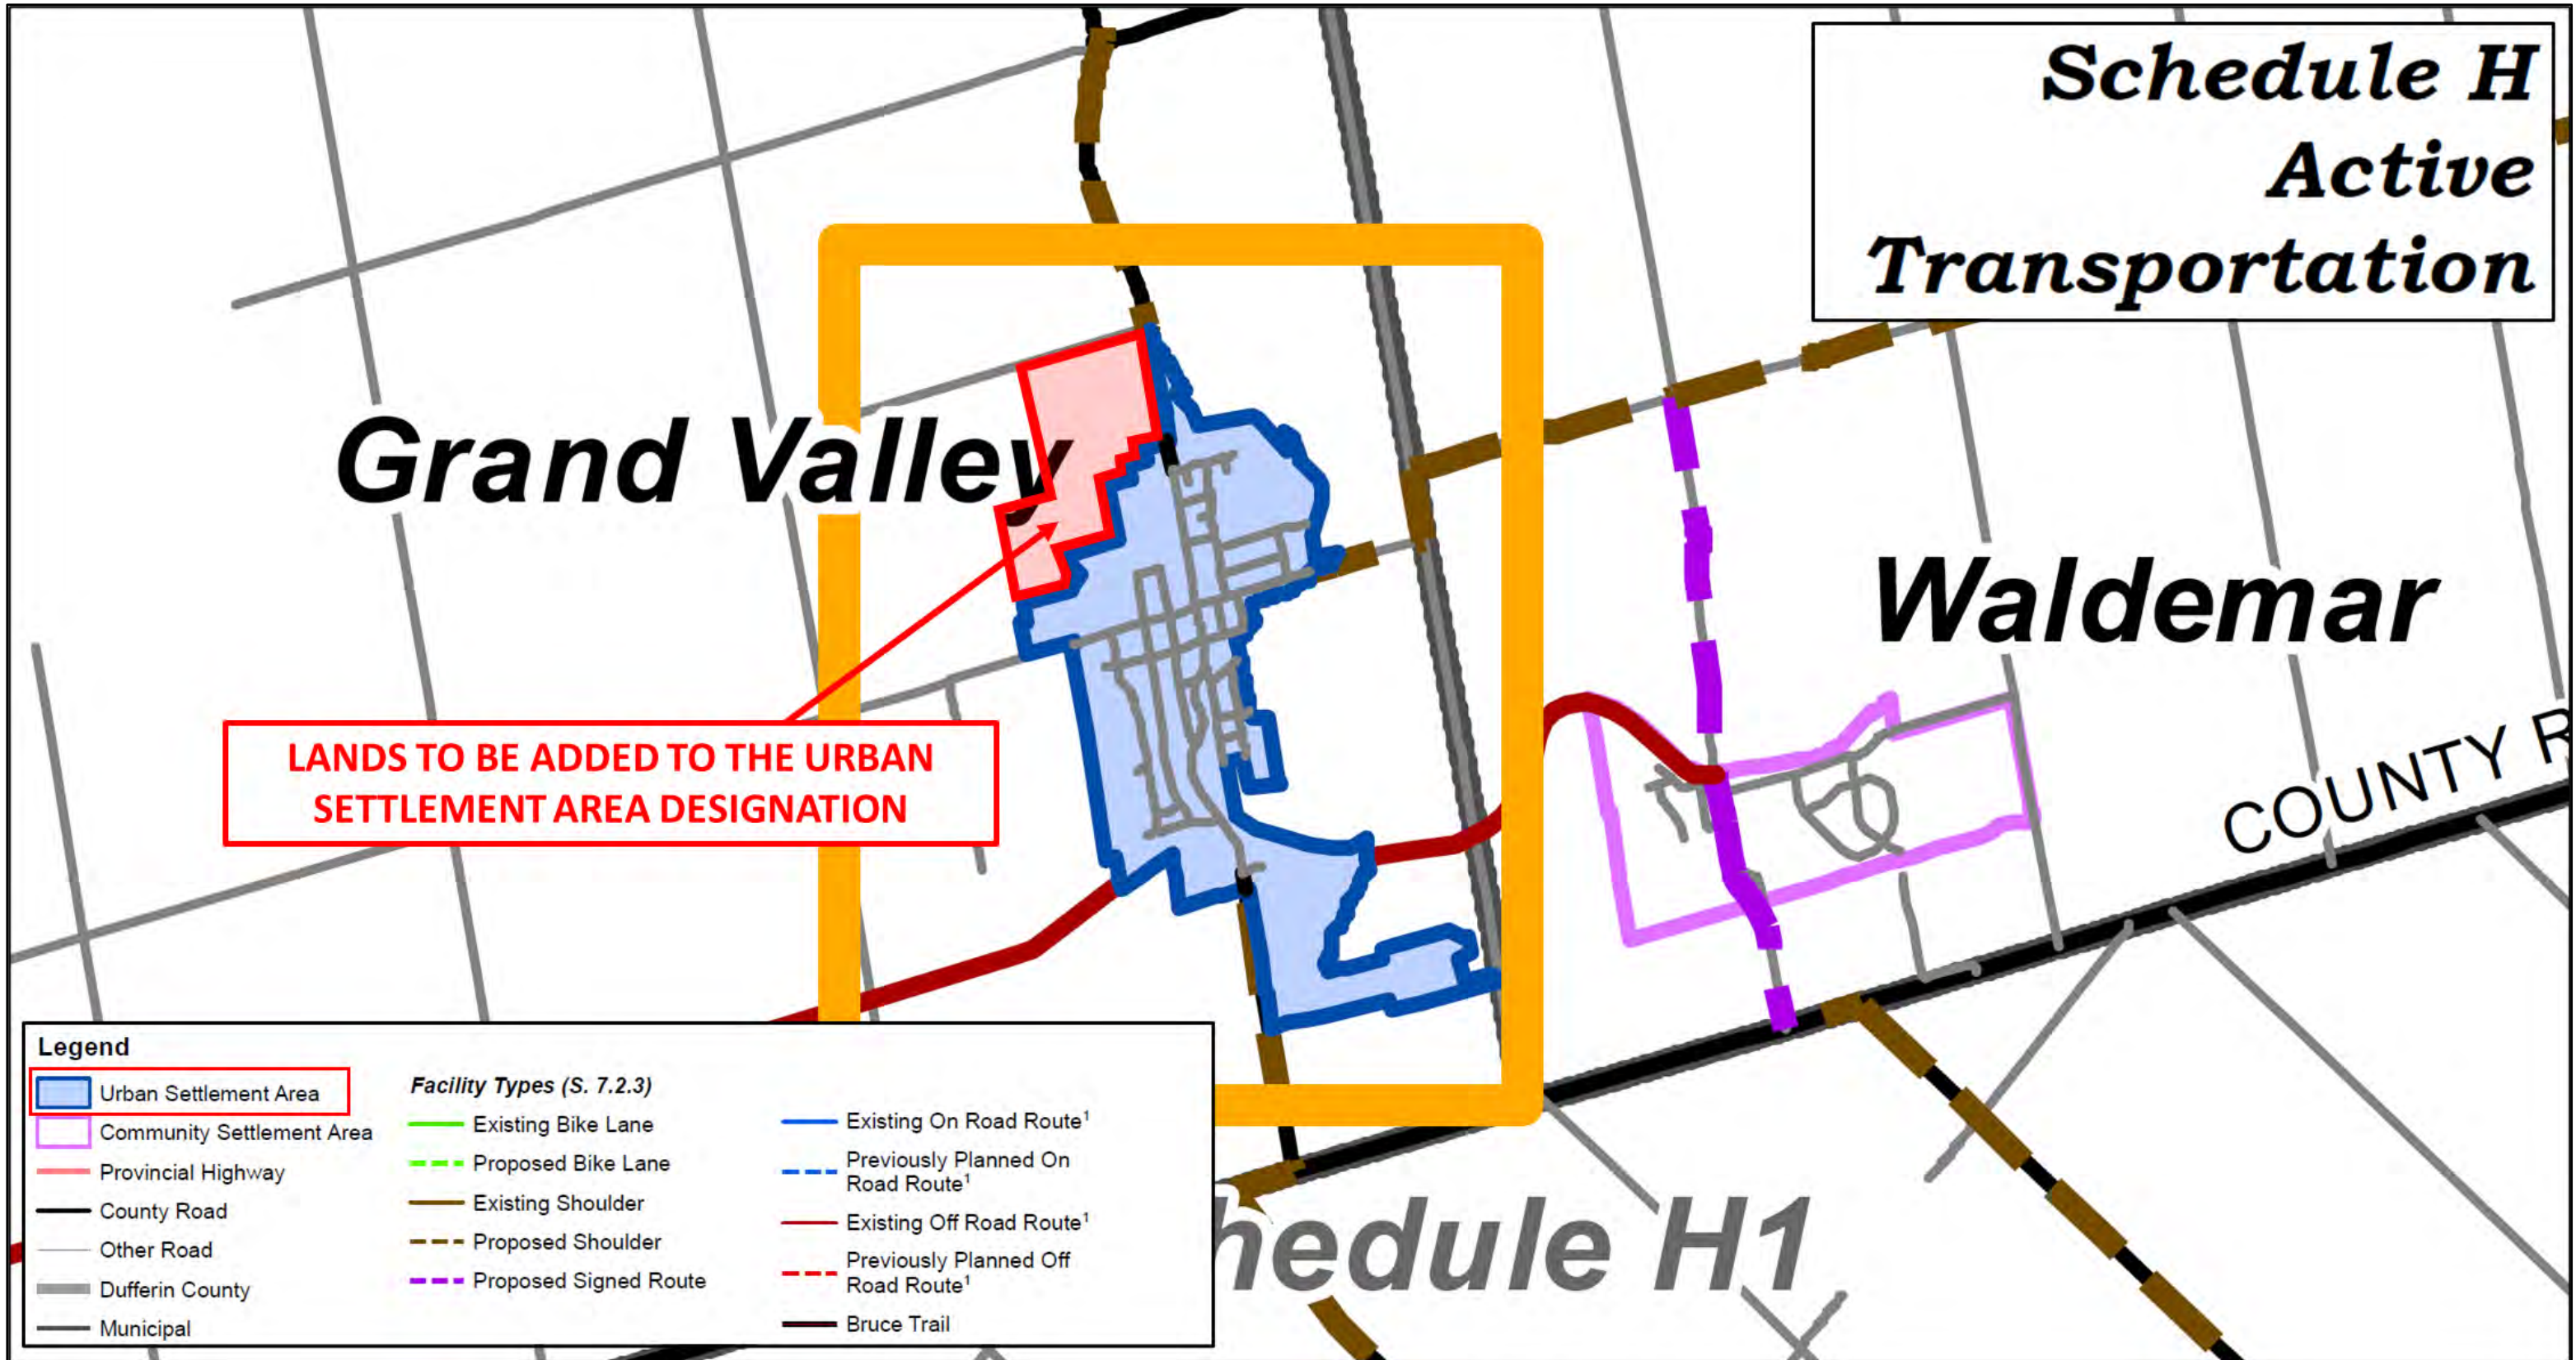 Schedule H
Active
Transportation
Grand Valley
Waldemar
LANDS TO BE ADDED TO THE URBAN
SETTLEMENT AREA DESIGNATION
COUNTY R
hedule H1
Legend
Urban Settlement Area
Community Settlement Area
Provincial Highway
County Road
Other Road
Dufferin County
Municipal
Facility Types (S. 7.2.3)
Existing Bike Lane
Proposed Bike Lane
Existing Shoulder
Proposed Shoulder
Proposed Signed Route
Existing On Road Route¹
Previously Planned On
Road Route¹
Existing Off Road Route¹
Previously Planned Off
Road Route¹
Bruce Trail